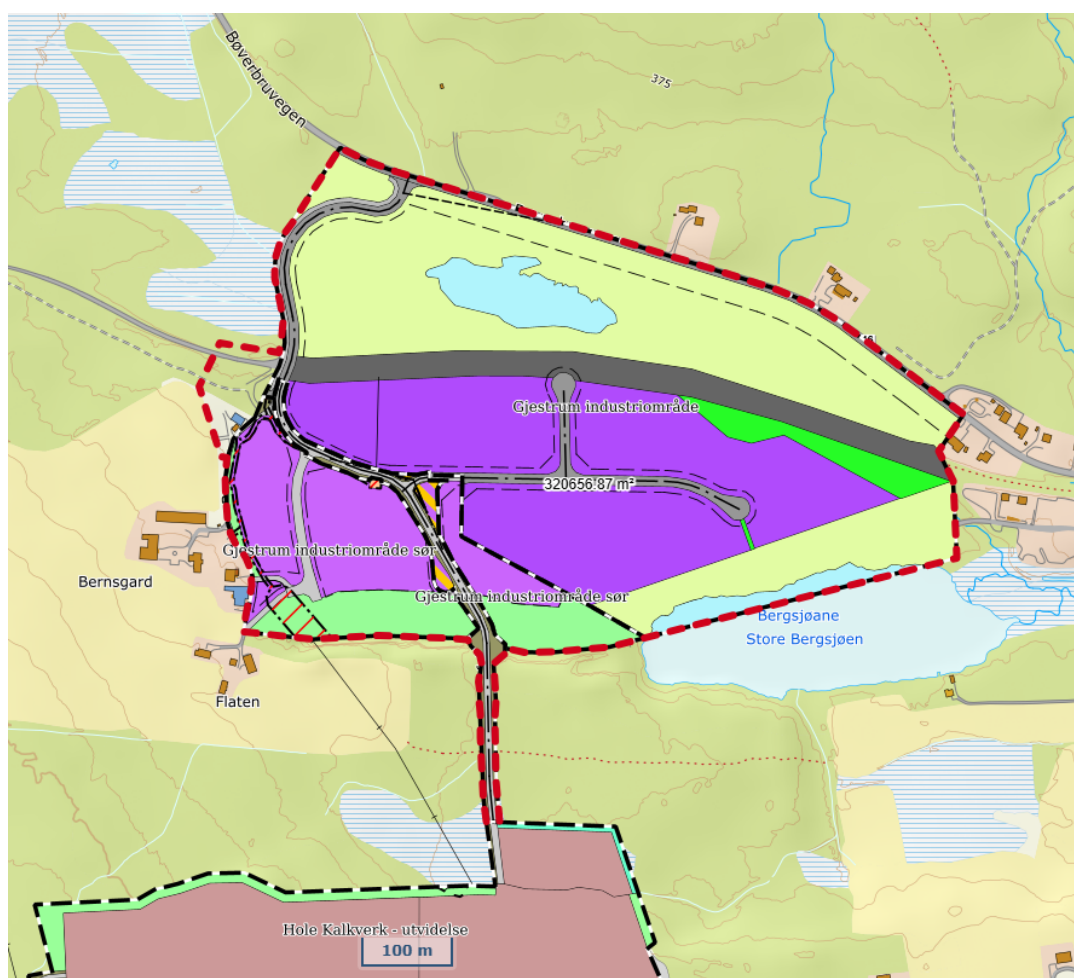 Bøverbruvegen
375
Gjestrum industriområde
320656.87 m²
Gjestrum industriområde sør
Bernsgard
Gjestrum industriområde sør
Bergsjøane
Store Bergsjøen
Flaten
Hole Kalkverk - utvidelse
100 m